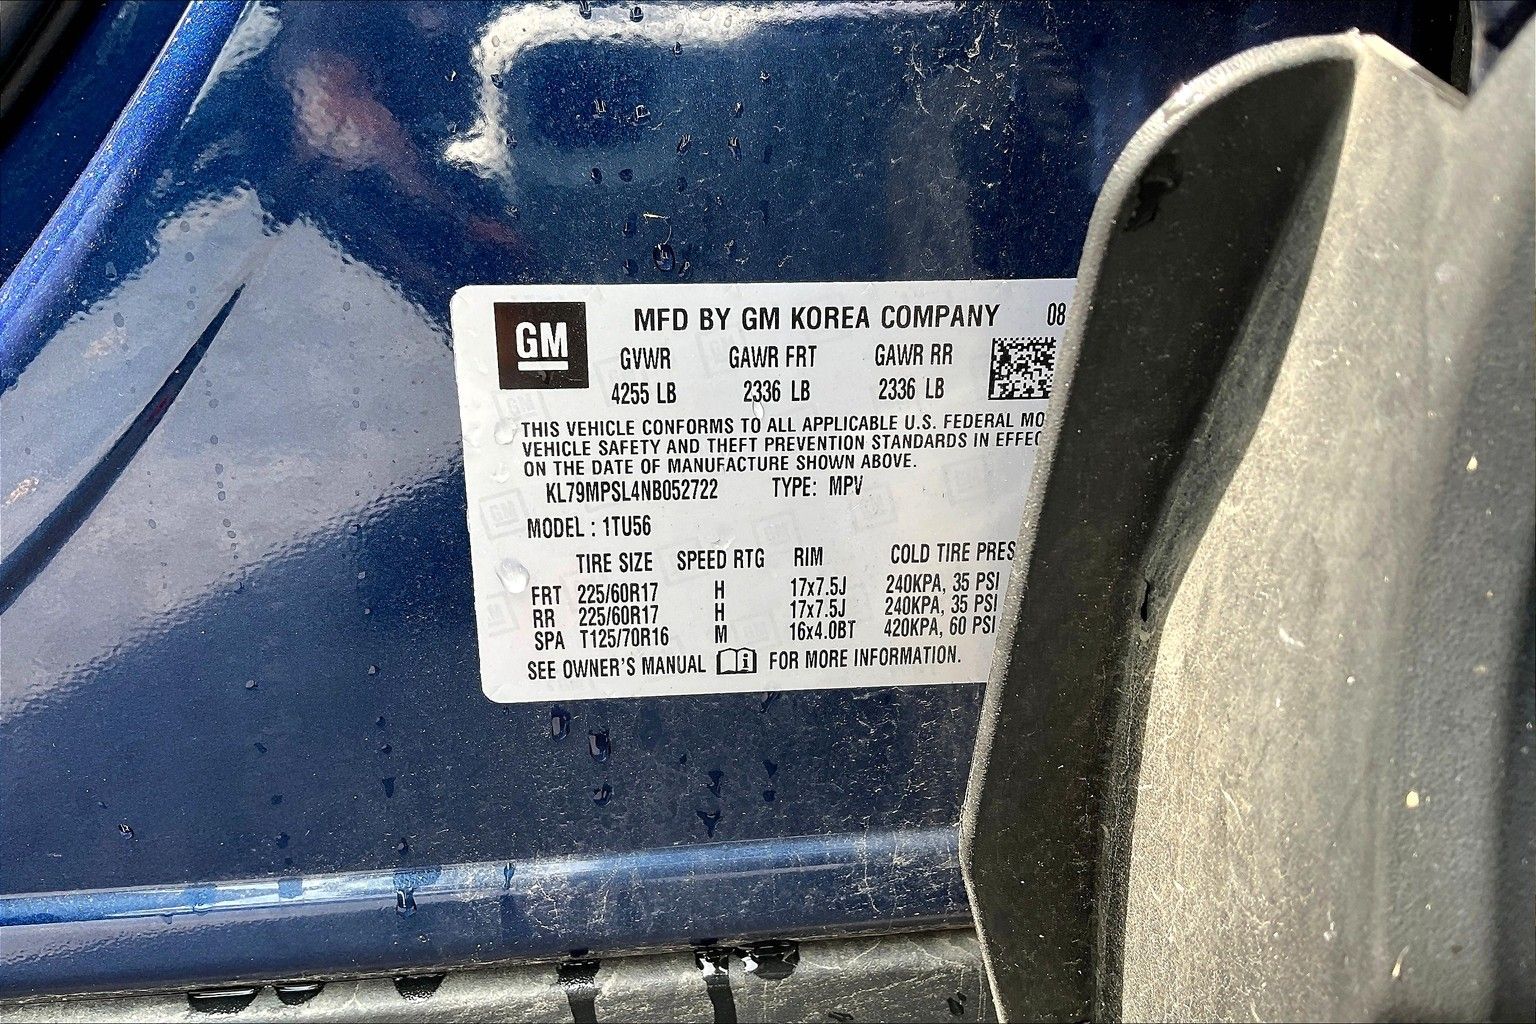 GM MFD BY GM KOREA COMPANY 08
GVWR GAWR FRT GAWR RR
4255 LB 2336 LB 2336 LB
THIS VEHICLE CONFORMS TO ALL APPLICABLE U.S. FEDERAL MO
VEHICLE SAFETY AND THEFT PREVENTION STANDARDS IN EFFEC
ON THE DATE OF MANUFACTURE SHOWN ABOVE.
KL79MPSL4NB052722 TYPE: MPV
MODEL : 1TU56
TIRE SIZE SPEED RTG RIM COLD TIRE PRES
FRT 225/60R17 H 17x7.5J 240KPA, 35 PSI
RR 225/60R17 H 17x7.5J 240KPA, 35 PSI
SPA T125/70R16 M 16x4.0BT 420KPA, 60 PSI
SEE OWNER'S MANUAL FOR MORE INFORMATION.